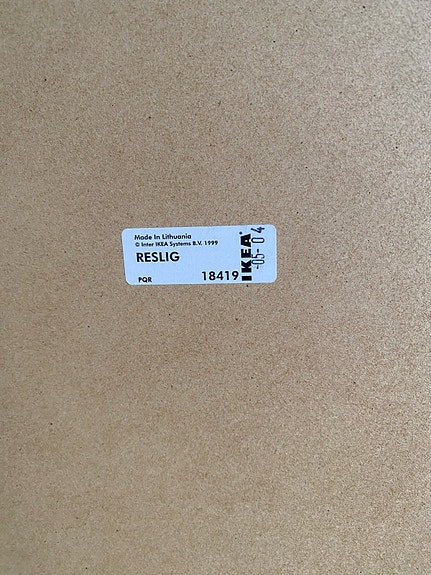 Made in Lithuania
© Inter IKEA Systems B.V. 1999
RESLIG
PQR
18419
IKEA®
-05- 04